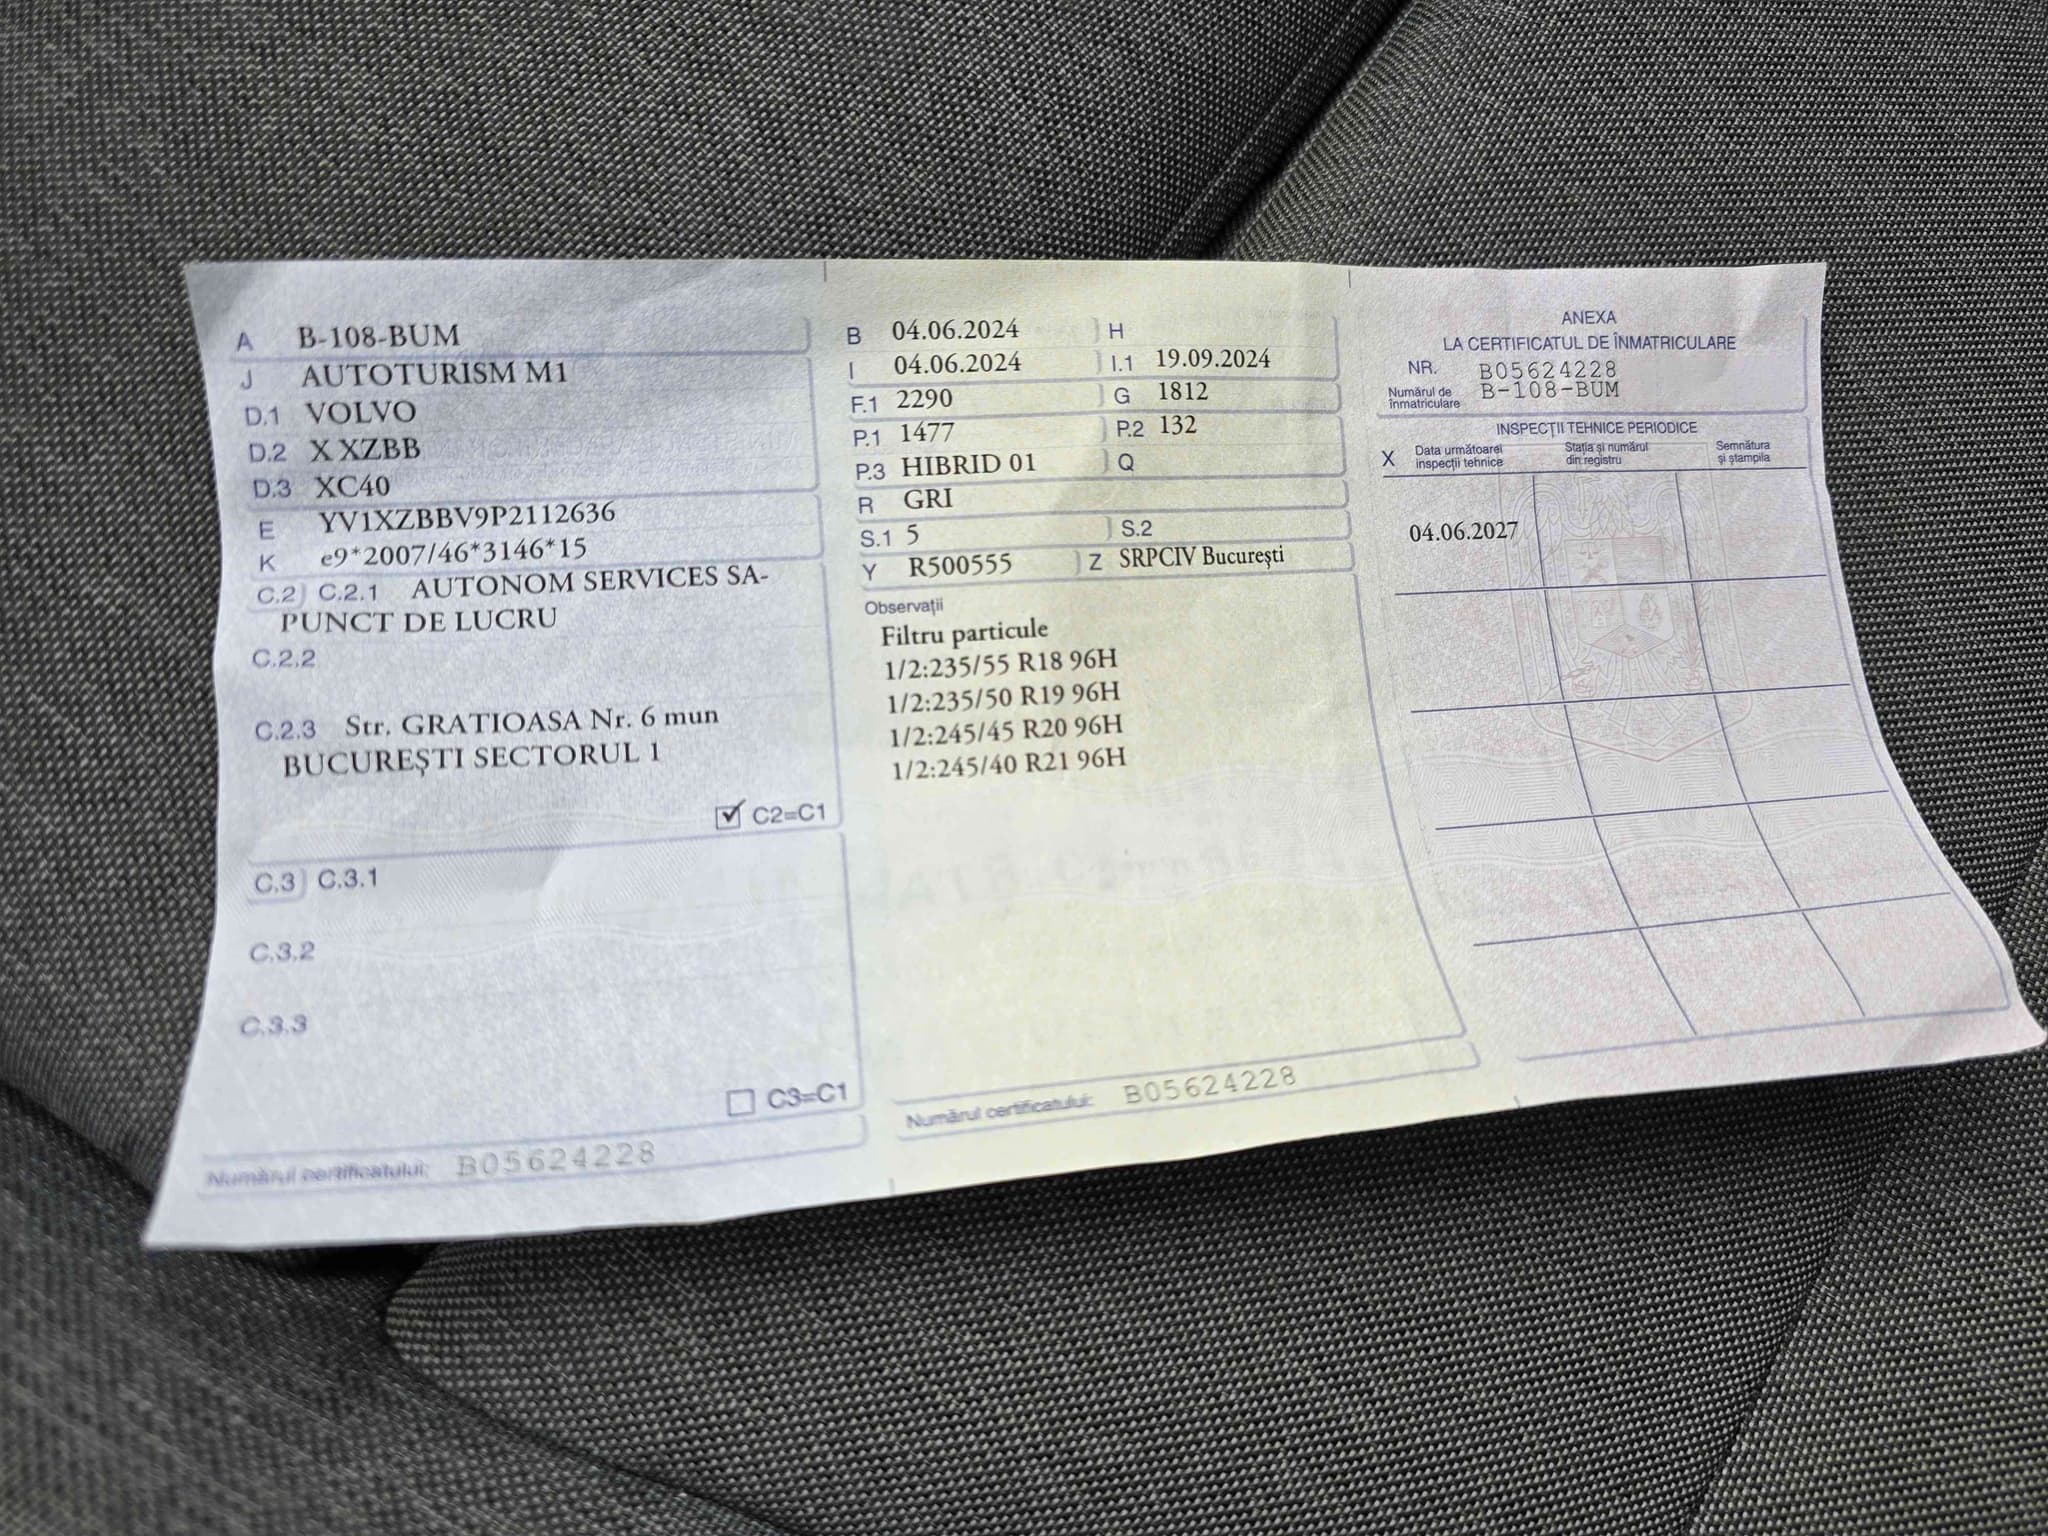 A B-108-BUM
J AUTOTURISM M1
D.1 VOLVO
D.2 X XZBB
D.3 XC40
E YV1XZBBV9P2112636
K e9*2007/46*3146*15
C.2 C.2.1 AUTONOM SERVICES SA-
PUNCT DE LUCRU
C.2.2
C.2.3 Str. GRATIOASA Nr. 6 mun
BUCUREȘTI SECTORUL 1
C2=C1
C.3 C.3.1
C.3.2
C.3.3
C3=C1
Numărul certificatului: B05624228
B 04.06.2024 H
I 04.06.2024 I.1 19.09.2024
F.1 2290 G 1812
P.1 1477 P.2 132
P.3 HIBRID 01 Q
R GRI
S.1 5 S.2
Y R500555 Z SRPCIV București
Observații
Filtru particule
1/2:235/55 R18 96H
1/2:235/50 R19 96H
1/2:245/45 R20 96H
1/2:245/40 R21 96H
Numărul certificatului: B05624228
ANEXA
LA CERTIFICATUL DE ÎNMATRICULARE
NR. B05624228
Numărul de
înmatriculare B-108-BUM
INSPECȚII TEHNICE PERIODICE
X Data următoarei
inspecții tehnice
Stația și numărul
din registru
Semnătura
și ștampila
04.06.2027